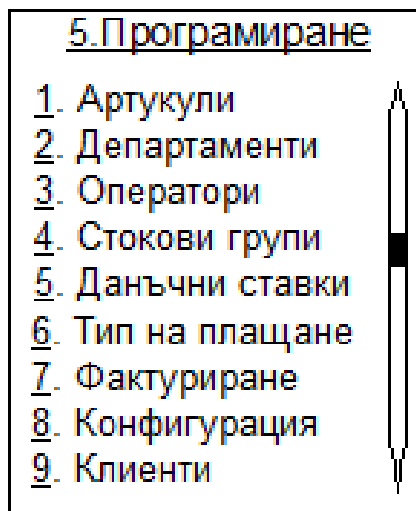 5.Програмиране
1. Артукули
2. Департаменти
3. Оператори
4. Стокови групи
5. Данъчни ставки
6. Тип на плащане
7. Фактуриране
8. Конфигурация
9. Клиенти